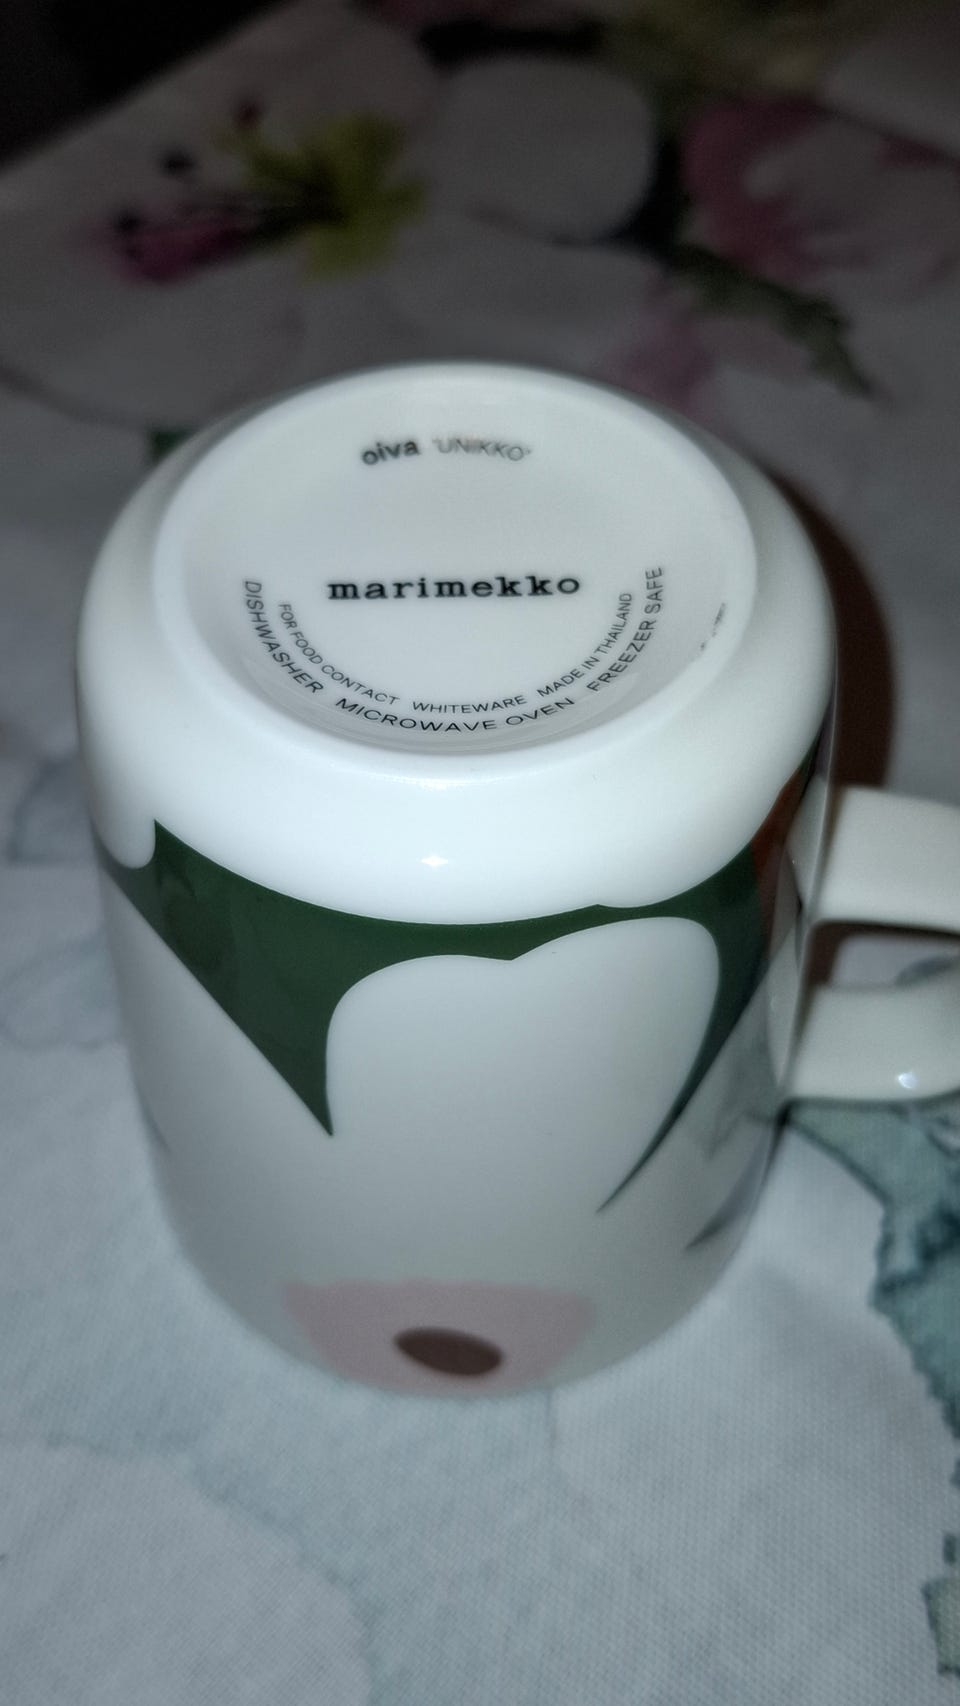 oiva 'UNIKKO'
marimekko
FOR FOOD CONTACT WHITEWARE MADE IN THAILAND
DISHWASHER MICROWAVE OVEN FREEZER SAFE